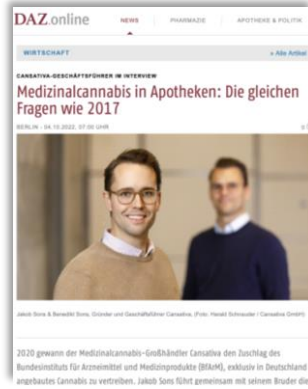 DAZ.online
NEWS
PHARMAZIE
APOTHEKE & POLITIK
WIRTSCHAFT
« Alle Artikel
CANSATIVA-GESCHÄFTSFÜHRER IM INTERVIEW
Medizinalcannabis in Apotheken: Die gleichen
Fragen wie 2017
BERLIN - 04.10.2022, 07:00 UHR
Jakob Sons & Benedikt Sons, Gründer und Geschäftsführer Cansativa. (Foto: Harald Schnauder / Cansativa GmbH)
2020 gewann der Medizinalcannabis-Großhändler Cansativa den Zuschlag des
Bundesinstituts für Arzneimittel und Medizinprodukte (BfArM), exklusiv in Deutschland
angebautes Cannabis zu vertreiben. Jakob Sons führt gemeinsam mit seinem Bruder das